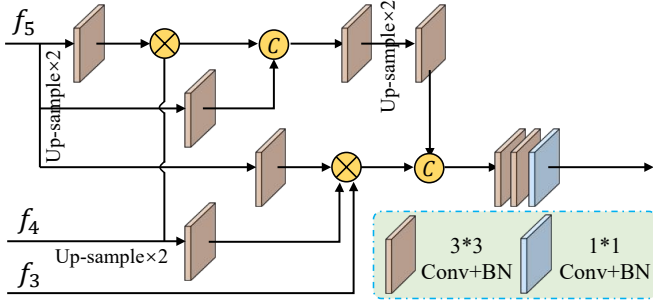 f₅
Up-sample×2
C
Up-sample×2
C
f₄
Up-sample×2
f₃
3*3
Conv+BN
1*1
Conv+BN